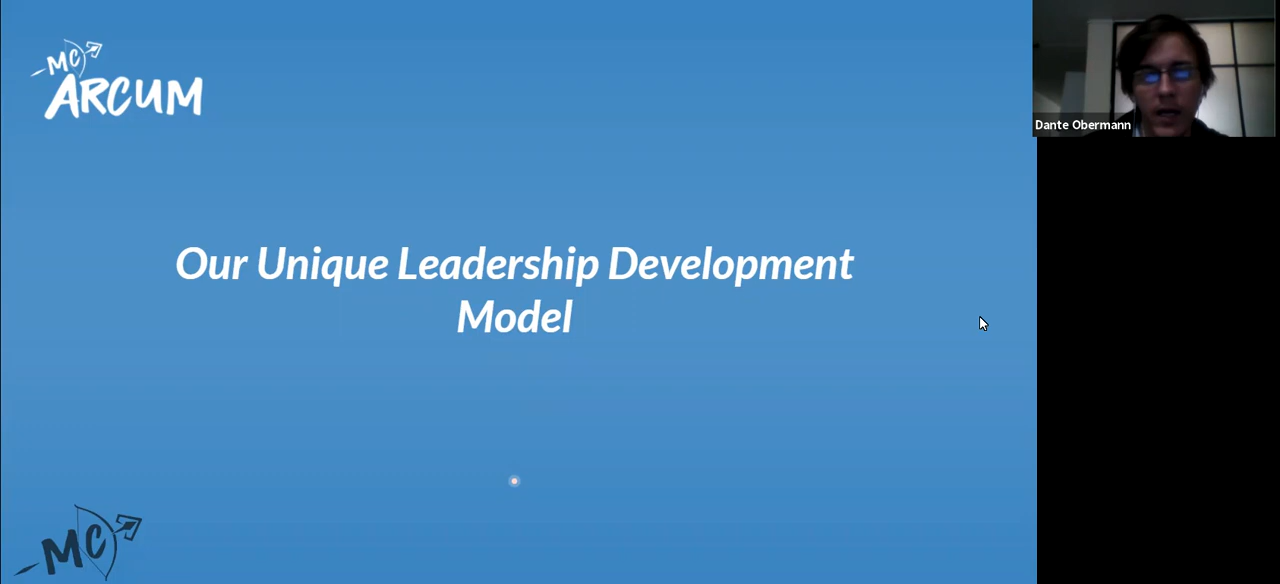 MC
ARCUM
Dante Obermann
Our Unique Leadership Development
Model
MC